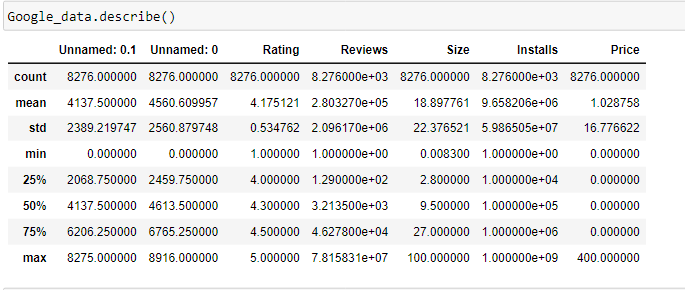 Google_data.describe()
Unnamed: 0.1 Unnamed: 0 Rating Reviews Size Installs Price
count 8276.000000 8276.000000 8276.000000 8.276000e+03 8276.000000 8.276000e+03 8276.000000
mean 4137.500000 4560.609957 4.175121 2.803270e+05 18.897761 9.658206e+06 1.028758
std 2389.219747 2560.879748 0.534762 2.096170e+06 22.376521 5.986505e+07 16.776622
min 0.000000 0.000000 1.000000 1.000000e+00 0.008300 1.000000e+00 0.000000
25% 2068.750000 2459.750000 4.000000 1.290000e+02 2.800000 1.000000e+04 0.000000
50% 4137.500000 4613.500000 4.300000 3.213500e+03 9.500000 1.000000e+05 0.000000
75% 6206.250000 6765.250000 4.500000 4.627800e+04 27.000000 1.000000e+06 0.000000
max 8275.000000 8916.000000 5.000000 7.815831e+07 100.000000 1.000000e+09 400.000000